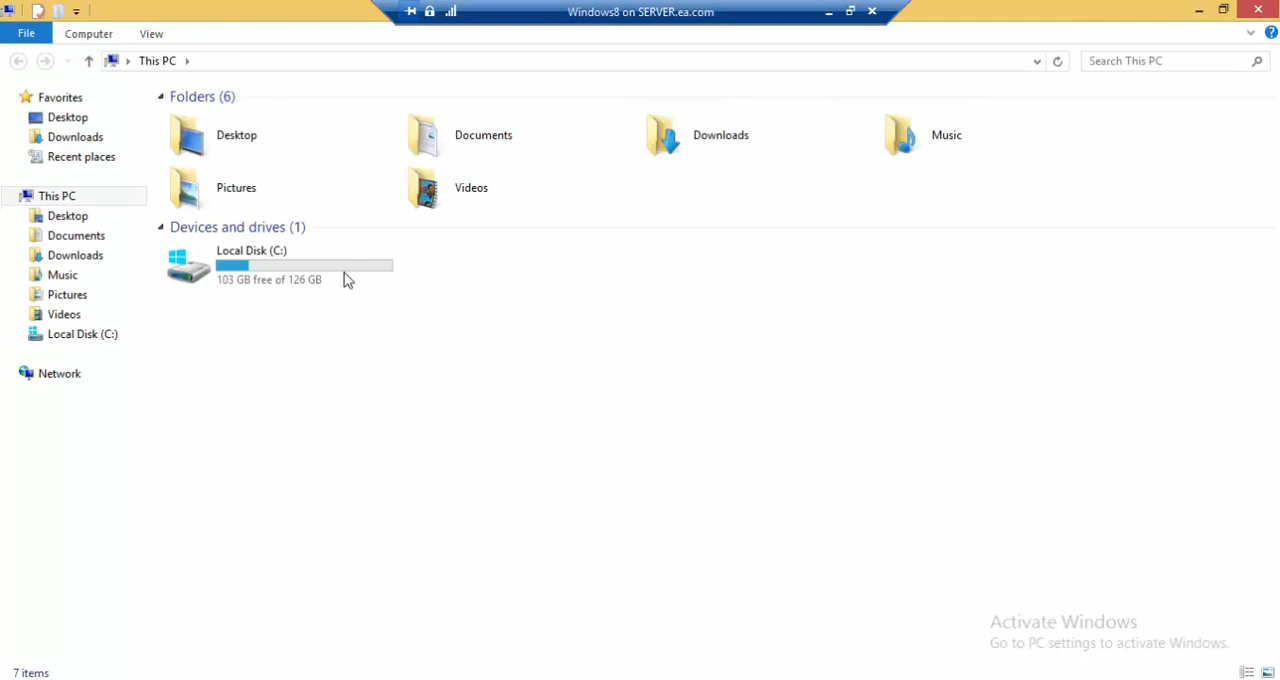 Windows8 on SERVER.ea.com
File Computer View
This PC
Search This PC
Favorites
Desktop
Downloads
Recent places
This PC
Desktop
Documents
Downloads
Music
Pictures
Videos
Local Disk (C:)
Network
Folders (6)
Desktop Documents Downloads Music
Pictures Videos
Devices and drives (1)
Local Disk (C:)
103 GB free of 126 GB
Activate Windows
Go to PC settings to activate Windows.
7 items